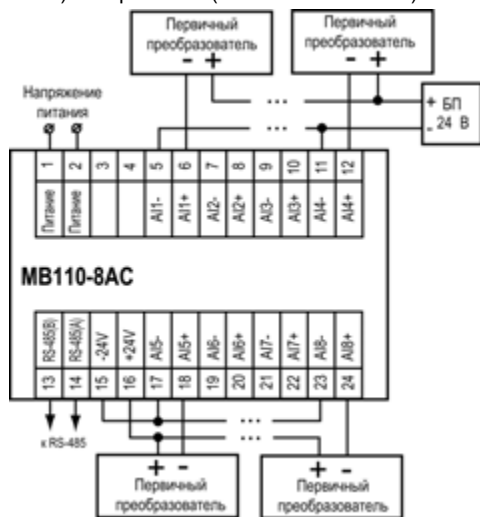 Первичный
преобразователь
- +
Первичный
преобразователь
- +
Напряжение
питания
+ БП
- 24 В
1 2 3 4 5 6 7 8 9 10 11 12
Питание Питание AI1- AI1+ AI2- AI2+ AI3- AI3+ AI4- AI4+
МВ110-8АС
RS-485(B) RS-485(A) -24V +24V AI5- AI5+ AI6- AI6+ AI7- AI7+ AI8- AI8+
13 14 15 16 17 18 19 20 21 22 23 24
к RS-485
+ -
Первичный
преобразователь
+ -
Первичный
преобразователь